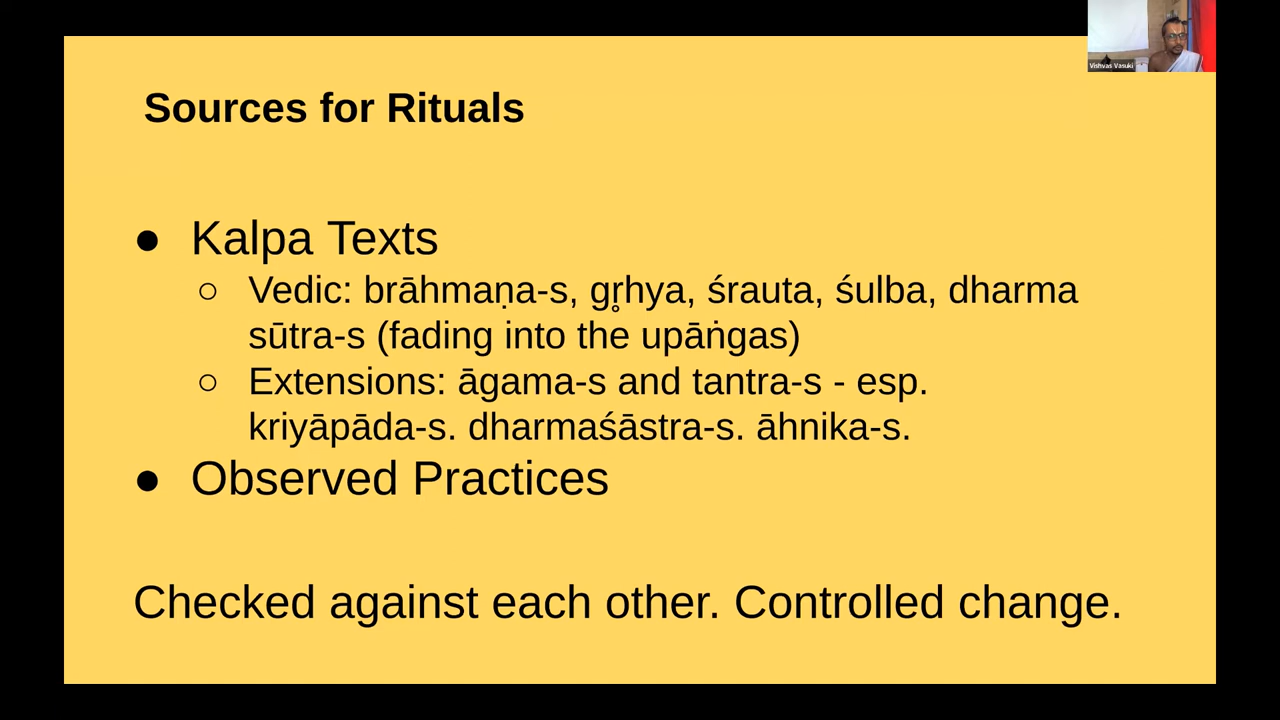 Vishvas Vasuki
Sources for Rituals
● Kalpa Texts
○ Vedic: brāhmaṇa-s, gr̥hya, śrauta, śulba, dharma
sūtra-s (fading into the upāṅgas)
○ Extensions: āgama-s and tantra-s - esp.
kriyāpāda-s. dharmaśāstra-s. āhnika-s.
● Observed Practices
Checked against each other. Controlled change.